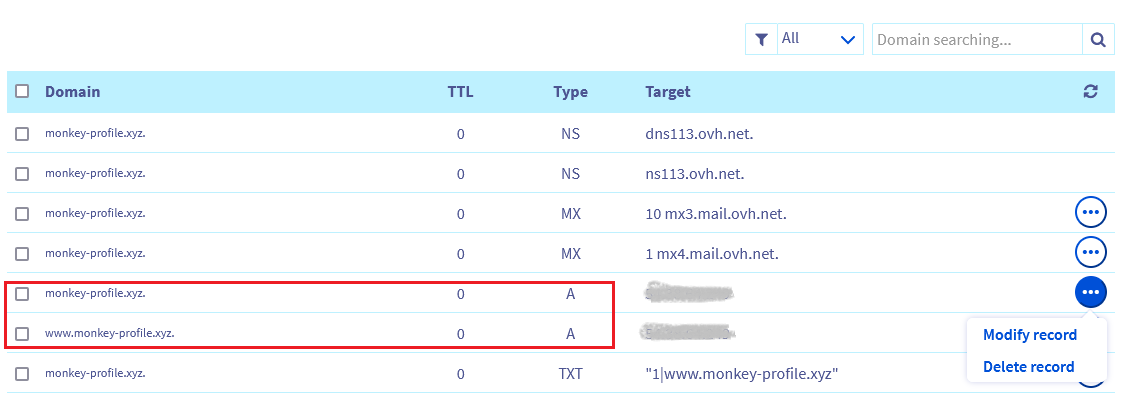 All Domain searching...
Domain TTL Type Target
monkey-profile.xyz. 0 NS dns113.ovh.net.
monkey-profile.xyz. 0 NS ns113.ovh.net.
monkey-profile.xyz. 0 MX 10 mx3.mail.ovh.net.
monkey-profile.xyz. 0 MX 1 mx4.mail.ovh.net.
monkey-profile.xyz. 0 A
www.monkey-profile.xyz. 0 A
Modify record
Delete record
monkey-profile.xyz. 0 TXT "1|www.monkey-profile.xyz"